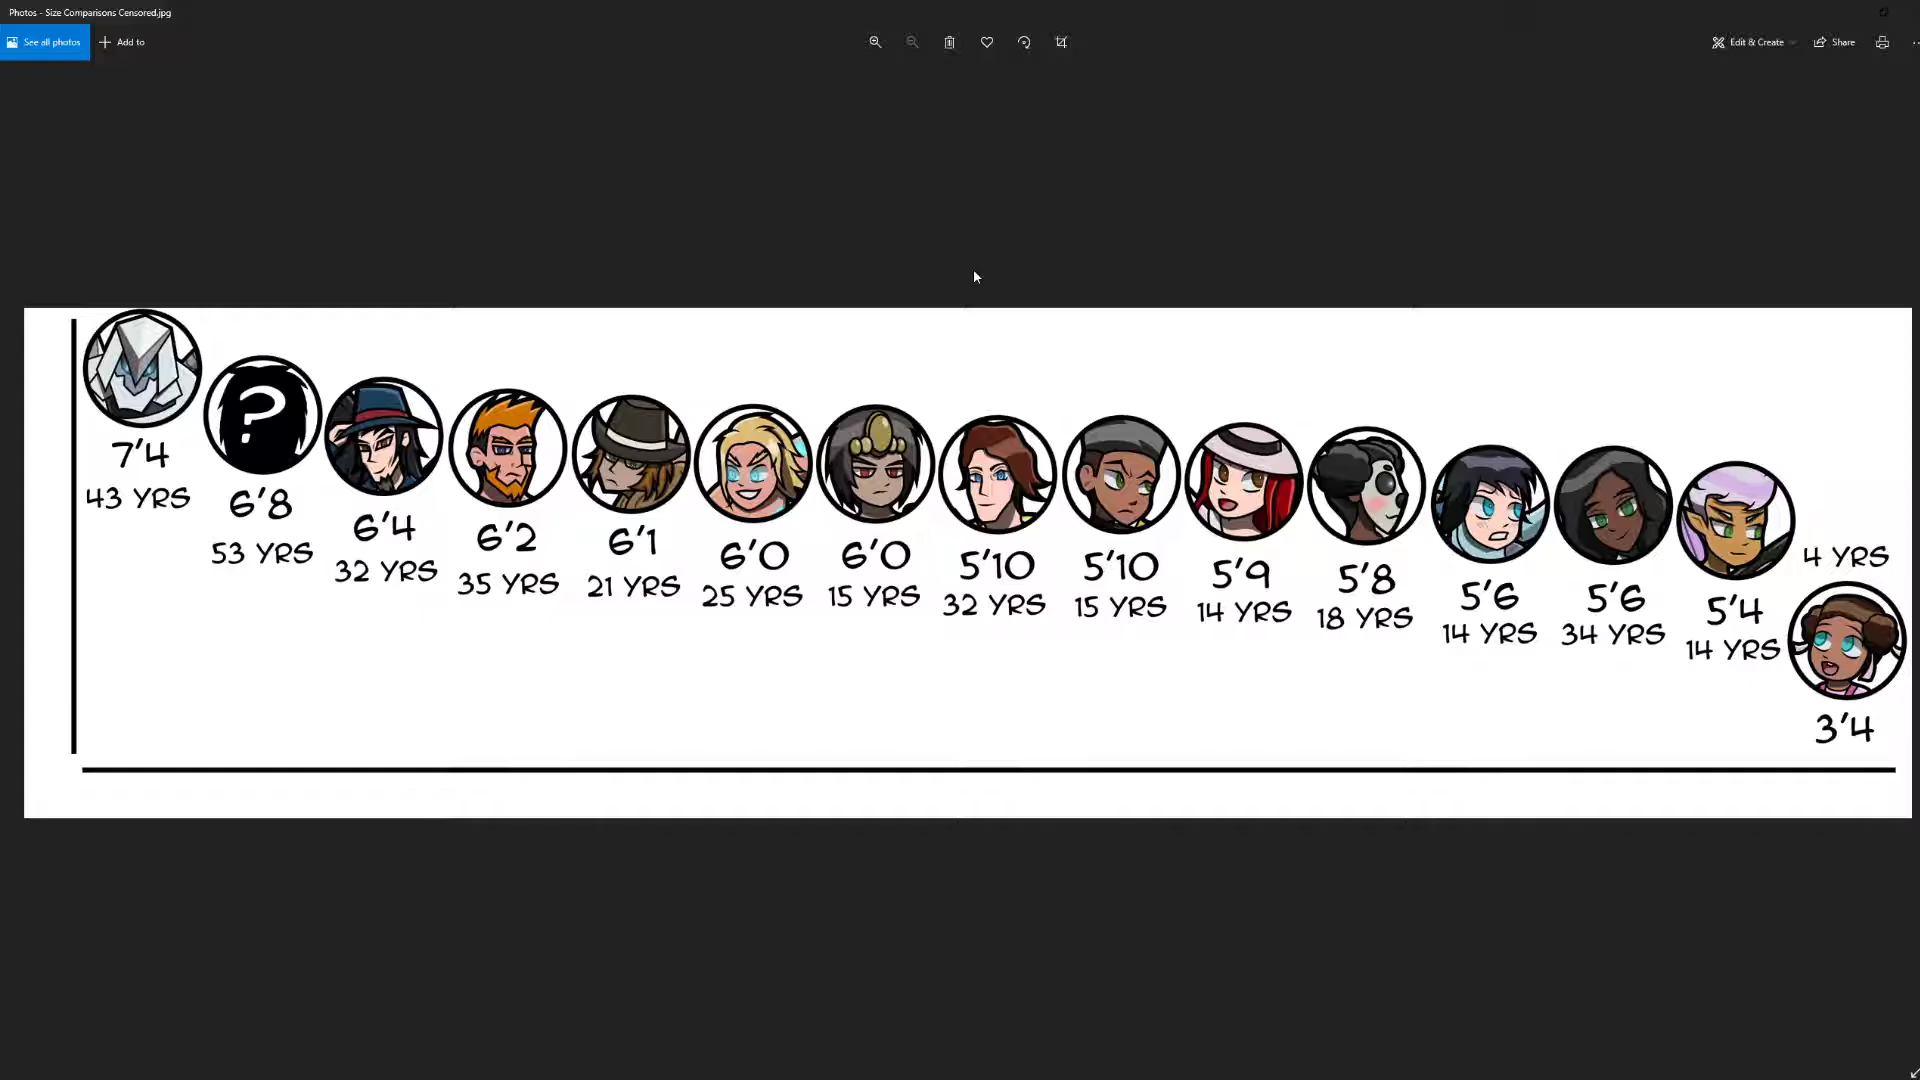 Photos - Size Comparisons Censored.jpg
See all photos
Add to
Edit & Create
Share
7'4
43 YRS
?
6'8
53 YRS
6'4
32 YRS
6'2
35 YRS
6'1
21 YRS
6'0
25 YRS
6'0
15 YRS
5'10
32 YRS
5'10
15 YRS
5'9
14 YRS
5'8
18 YRS
5'6
14 YRS
5'6
34 YRS
5'4
14 YRS
4 YRS
3'4